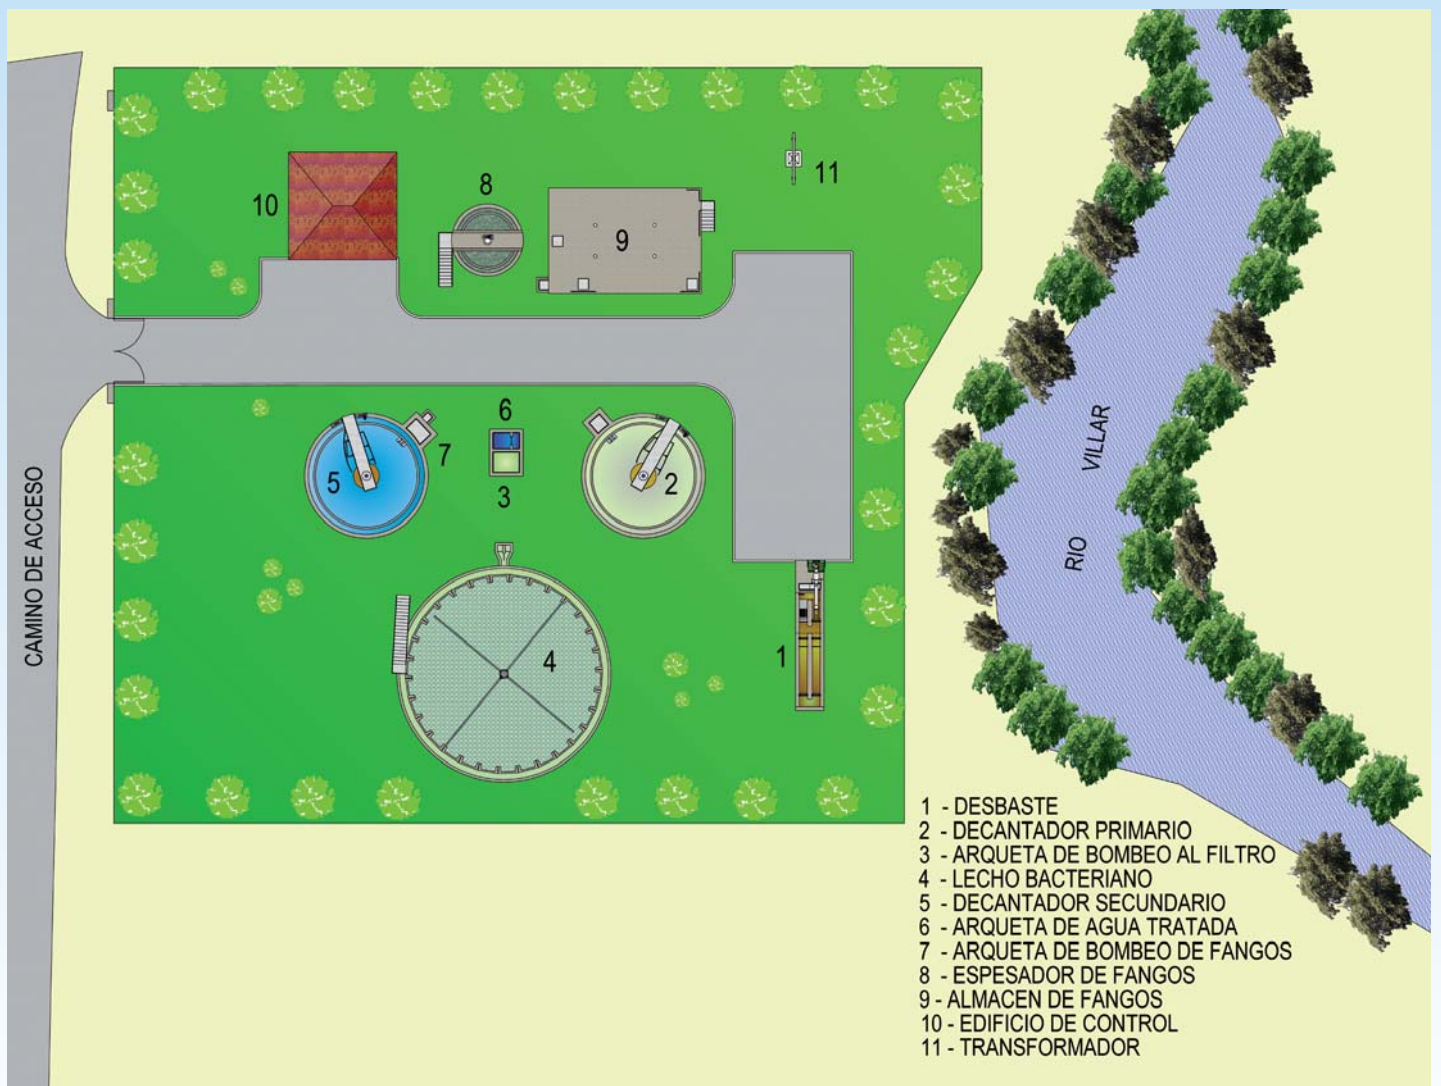 10
8
9
11
6
7
5
3
2
4
1
CAMINO DE ACCESO
RIO VILLAR
1 - DESBASTE
2 - DECANTADOR PRIMARIO
3 - ARQUETA DE BOMBEO AL FILTRO
4 - LECHO BACTERIANO
5 - DECANTADOR SECUNDARIO
6 - ARQUETA DE AGUA TRATADA
7 - ARQUETA DE BOMBEO DE FANGOS
8 - ESPESADOR DE FANGOS
9 - ALMACEN DE FANGOS
10 - EDIFICIO DE CONTROL
11 - TRANSFORMADOR